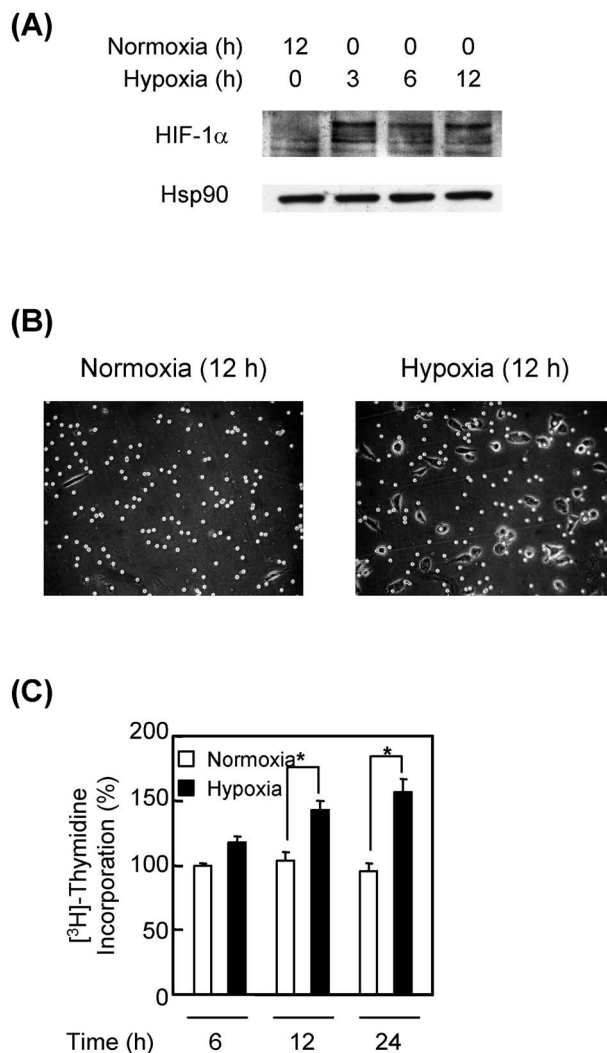 (A)
Normoxia (h) 12 0 0 0
Hypoxia (h) 0 3 6 12
HIF-1α
Hsp90
(B)
Normoxia (12 h) Hypoxia (12 h)
(C)
[³H]-Thymidine
Incorporation (%)
200
150
100
50
0
Normoxia
Hypoxia
*
*
Time (h) 6 12 24